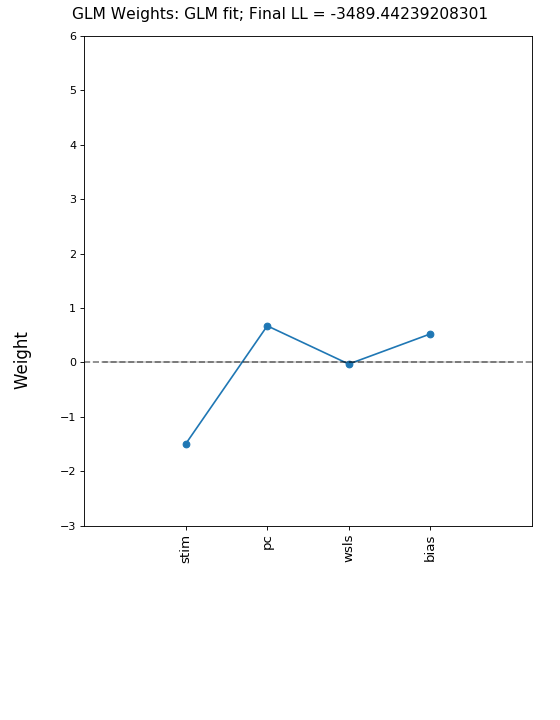 GLM Weights: GLM fit; Final LL = -3489.44239208301
6
5
4
3
2
1
0
−1
−2
−3
Weight
stim
pc
wsls
bias